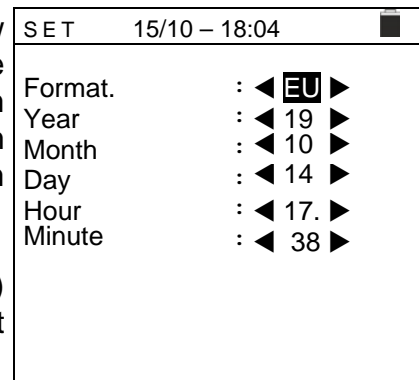 SET 15/10 – 18:04
Format. : ◀ EU ▶
Year : ◀ 19 ▶
Month : ◀ 10 ▶
Day : ◀ 14 ▶
Hour : ◀ 17. ▶
Minute : ◀ 38 ▶